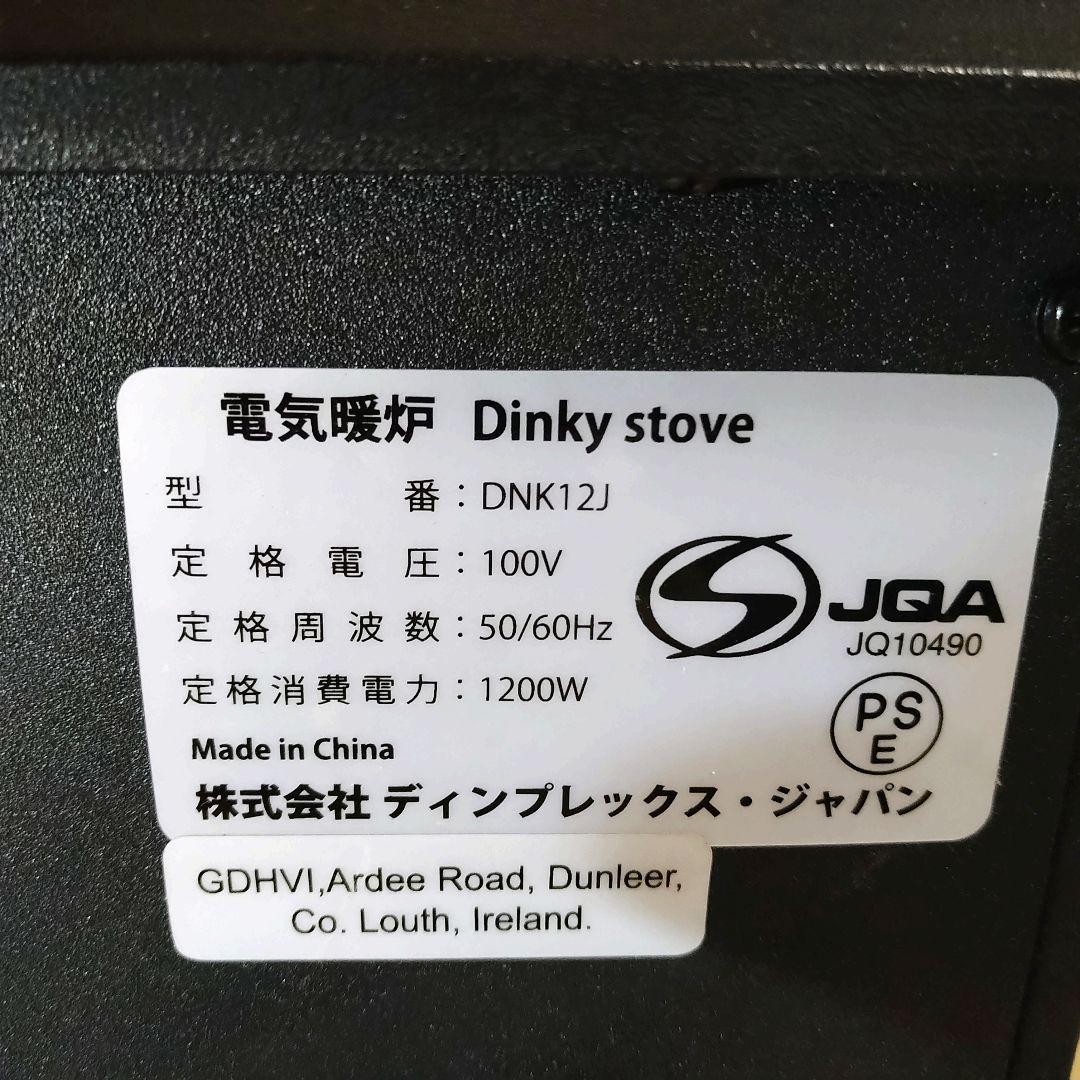 電気暖炉 Dinky stove
型番：DNK12J
定格電圧：100V
定格周波数：50/60Hz
定格消費電力：1200W
JQA
JQ10490
PS
E
Made in China
株式会社 ディンプレックス・ジャパン
GDHVI,Ardee Road, Dunleer,
Co. Louth, Ireland.